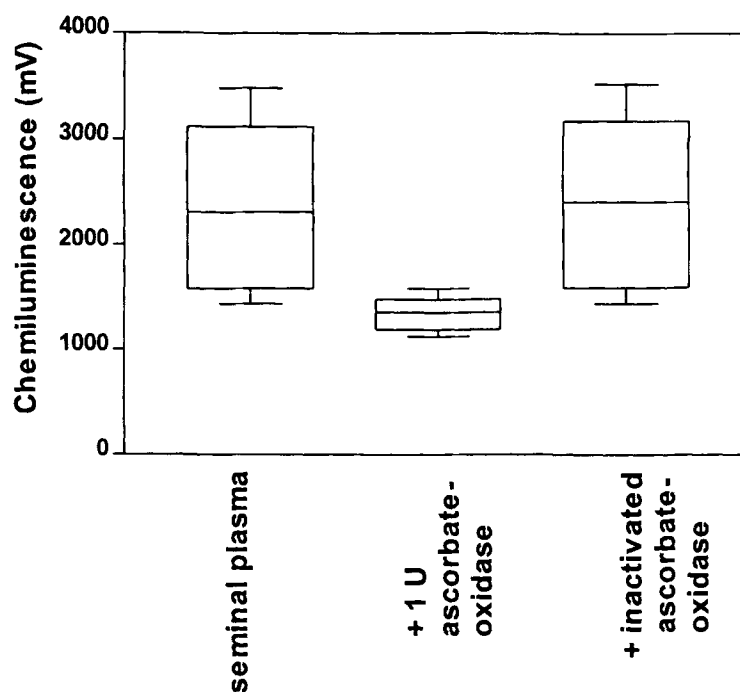 4000
3000
2000
1000
0
Chemiluminescence (mV)
seminal plasma
+ 1 U
ascorbate-
oxidase
+ inactivated
ascorbate-
oxidase